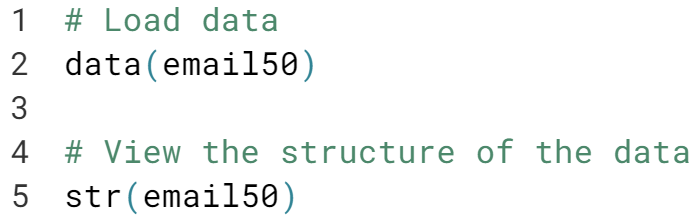 1 # Load data
2 data(email50)
3
4 # View the structure of the data
5 str(email50)